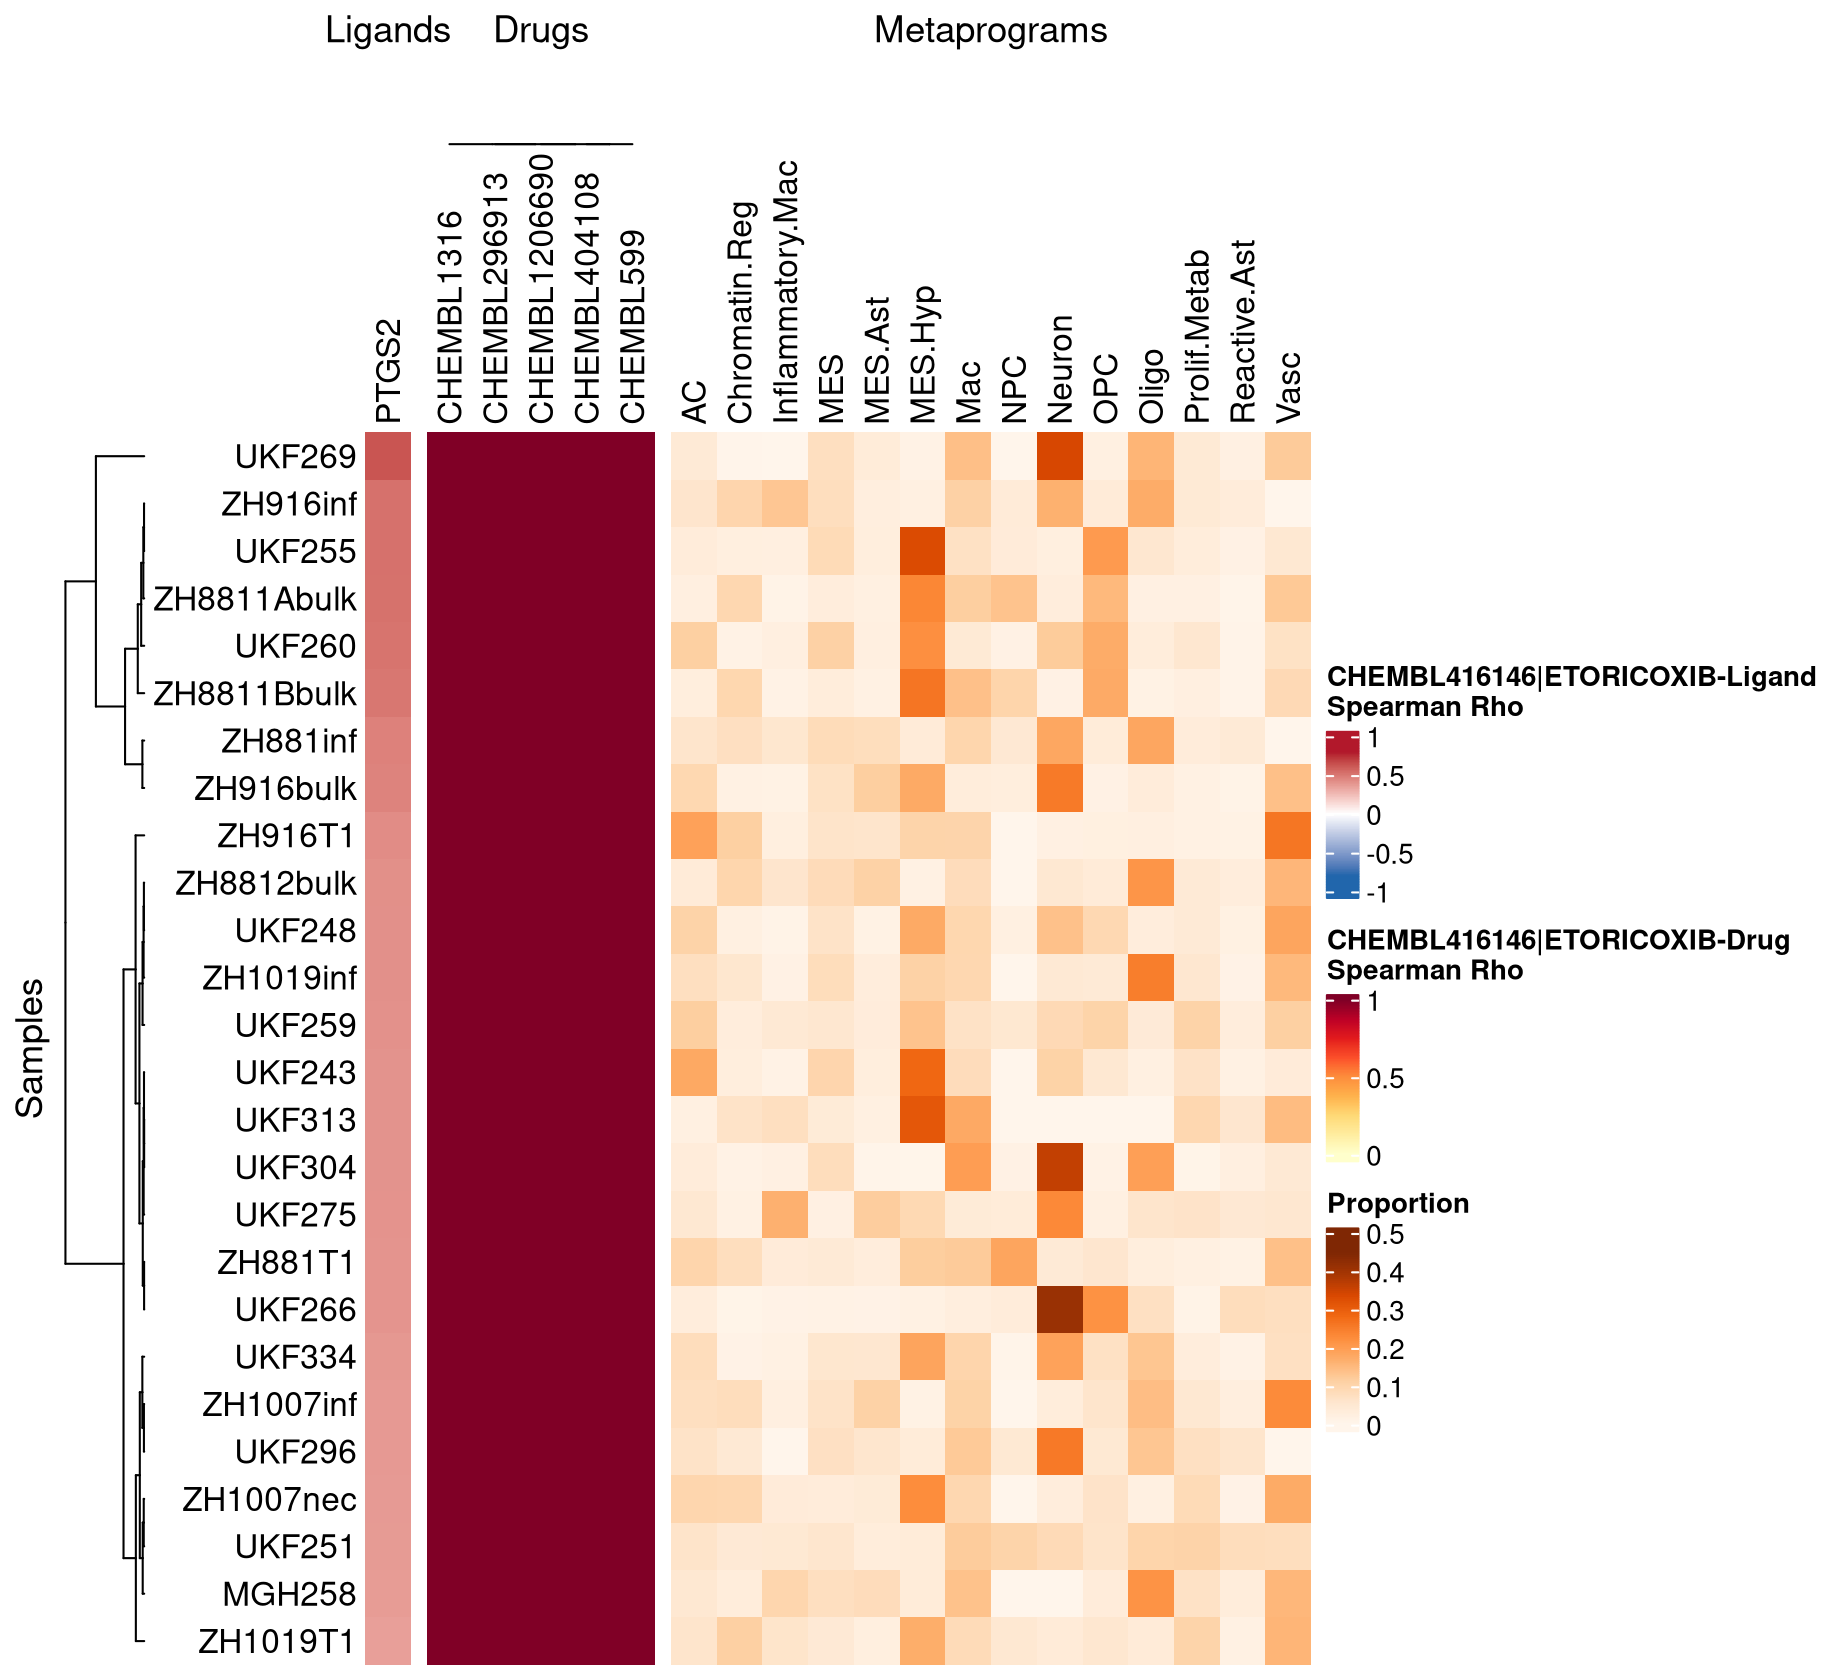 Ligands Drugs Metaprograms
PTGS2
CHEMBL1316
CHEMBL296913
CHEMBL1206690
CHEMBL404108
CHEMBL599
AC
Chromatin.Reg
Inflammatory.Mac
MES
MES.Ast
MES.Hyp
Mac
NPC
Neuron
OPC
Oligo
Prolif.Metab
Reactive.Ast
Vasc
Samples
UKF269
ZH916inf
UKF255
ZH8811Abulk
UKF260
ZH8811Bbulk
ZH881inf
ZH916bulk
ZH916T1
ZH8812bulk
UKF248
ZH1019inf
UKF259
UKF243
UKF313
UKF304
UKF275
ZH881T1
UKF266
UKF334
ZH1007inf
UKF296
ZH1007nec
UKF251
MGH258
ZH1019T1
CHEMBL416146|ETORICOXIB-Ligand
Spearman Rho
1
0.5
0
-0.5
-1
CHEMBL416146|ETORICOXIB-Drug
Spearman Rho
1
0.5
0
Proportion
0.5
0.4
0.3
0.2
0.1
0